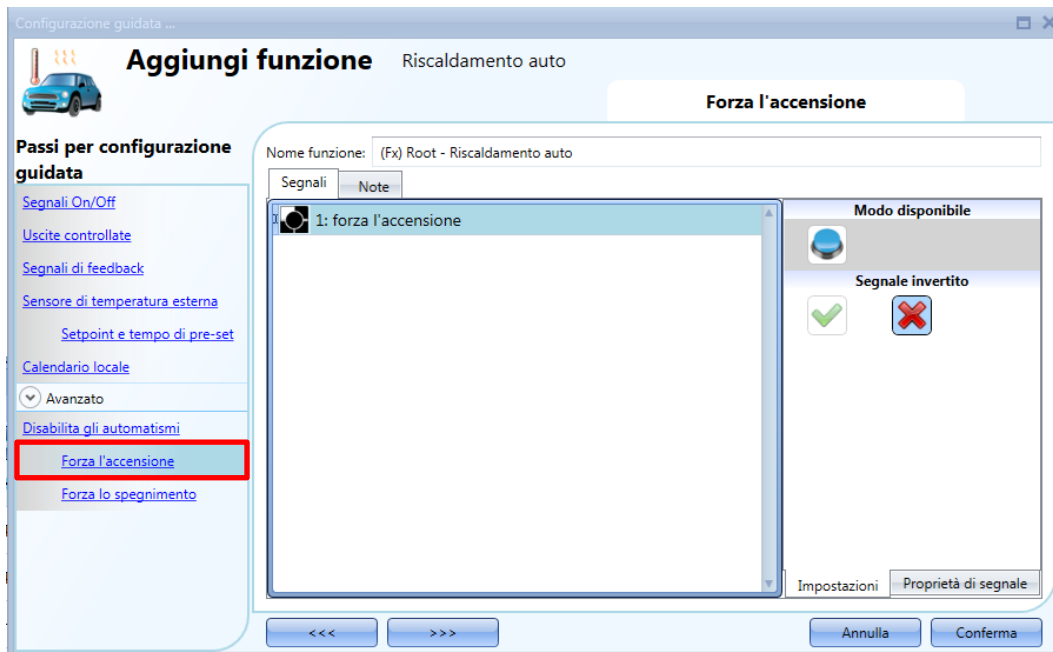 Configurazione guidata ...
Aggiungi funzione Riscaldamento auto
Forza l'accensione
Passi per configurazione
guidata
Segnali On/Off
Uscite controllate
Segnali di feedback
Sensore di temperatura esterna
Setpoint e tempo di pre-set
Calendario locale
Avanzato
Disabilita gli automatismi
Forza l'accensione
Forza lo spegnimento
Nome funzione: (Fx) Root - Riscaldamento auto
Segnali Note
1: forza l'accensione
Modo disponibile
Segnale invertito
Impostazioni Proprietà di segnale
<<< >>> Annulla Conferma